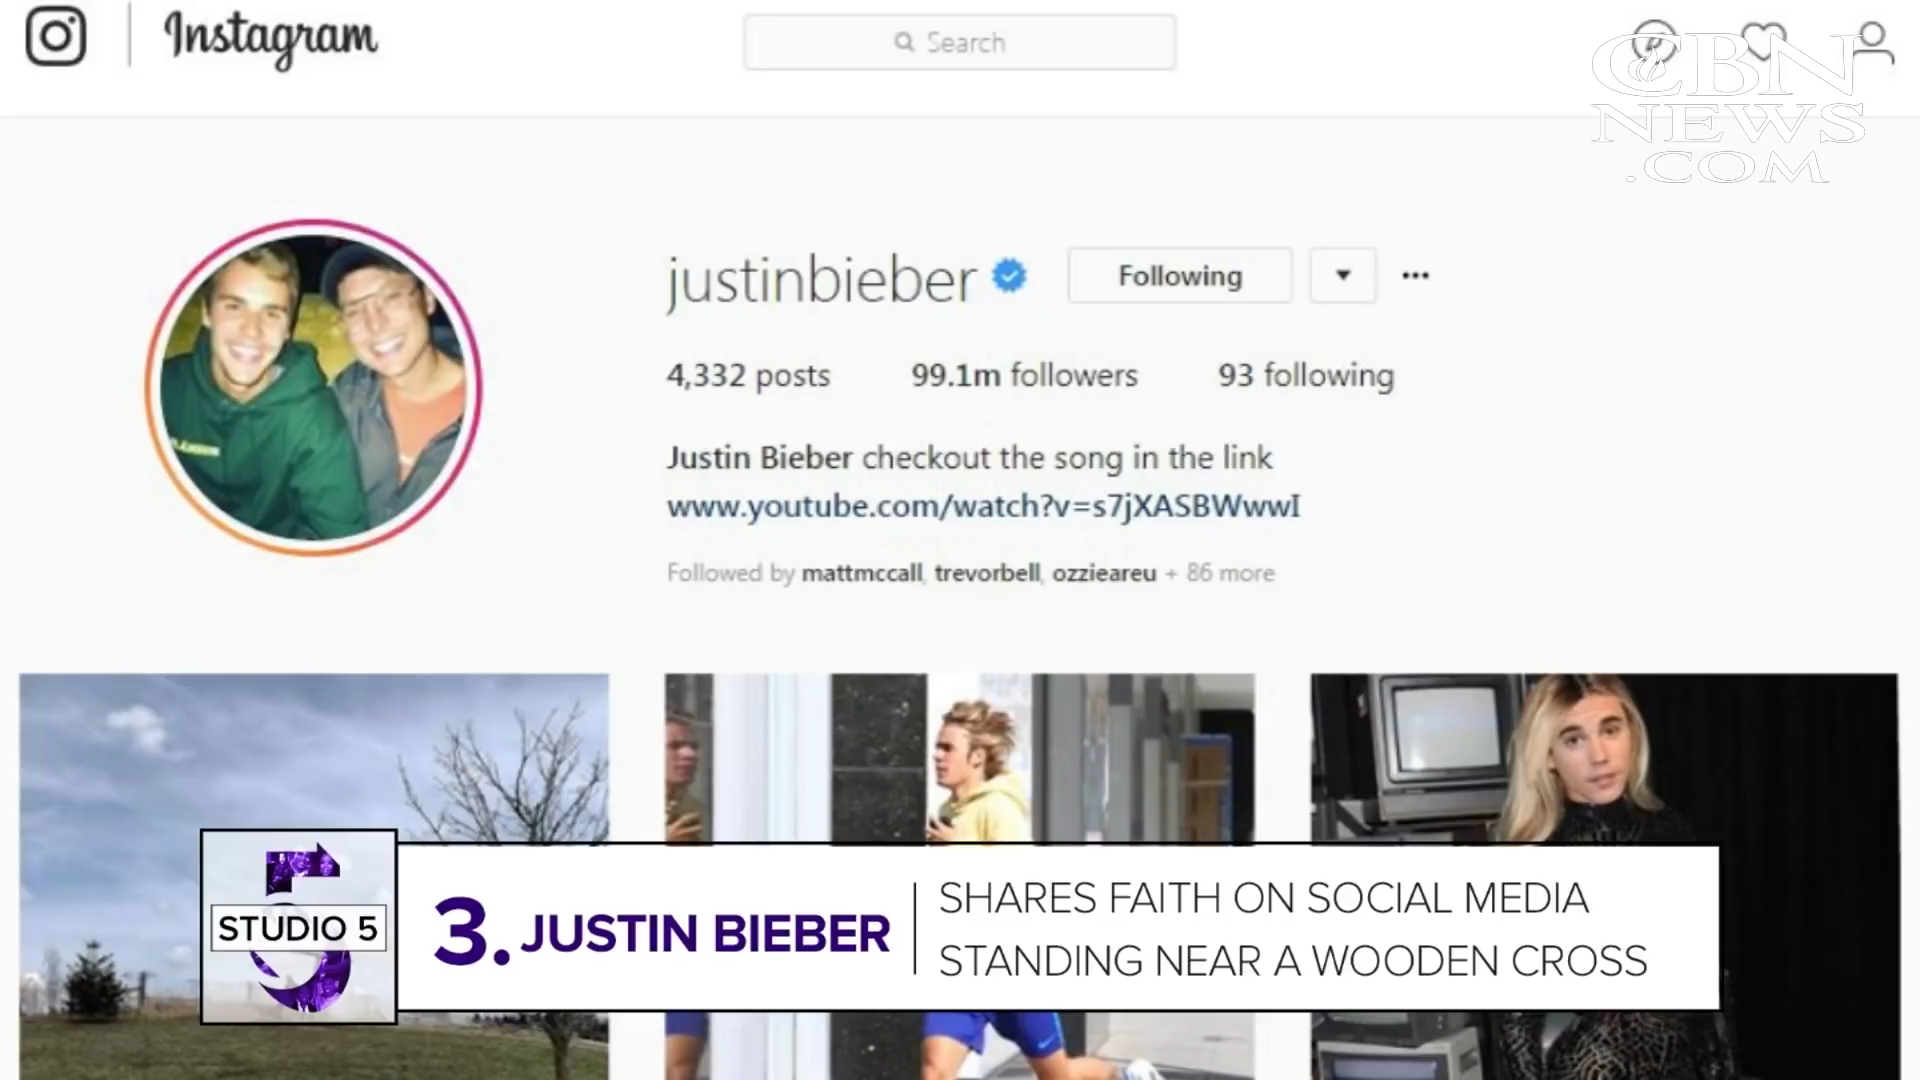 Instagram
Search
CBN
NEWS
.COM
justinbieber
Following
4,332 posts 99.1m followers 93 following
Justin Bieber checkout the song in the link
www.youtube.com/watch?v=s7jXASBWwwI
Followed by mattmccall, trevorbell, ozzieareu + 86 more
STUDIO 5
3. JUSTIN BIEBER
SHARES FAITH ON SOCIAL MEDIA
STANDING NEAR A WOODEN CROSS